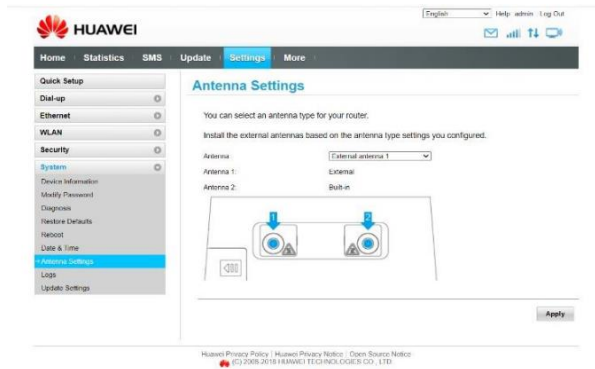 English Help admin Log Out
HUAWEI
Home Statistics SMS Update Settings More
Quick Setup
Dial-up
Ethernet
WLAN
Security
System
Device Information
Modify Password
Diagnosis
Restore Defaults
Reboot
Date & Time
Antenna Settings
Logs
Update Settings
Antenna Settings
You can select an antenna type for your router.
Install the external antennas based on the antenna type settings you configured.
Antenna External antenna 1
Antenna 1: External
Antenna 2: Built-in
1 2
Apply
Huawei Privacy Policy | Huawei Privacy Notice | Open Source Notice
(C) 2006-2018 HUAWEI TECHNOLOGIES CO., LTD